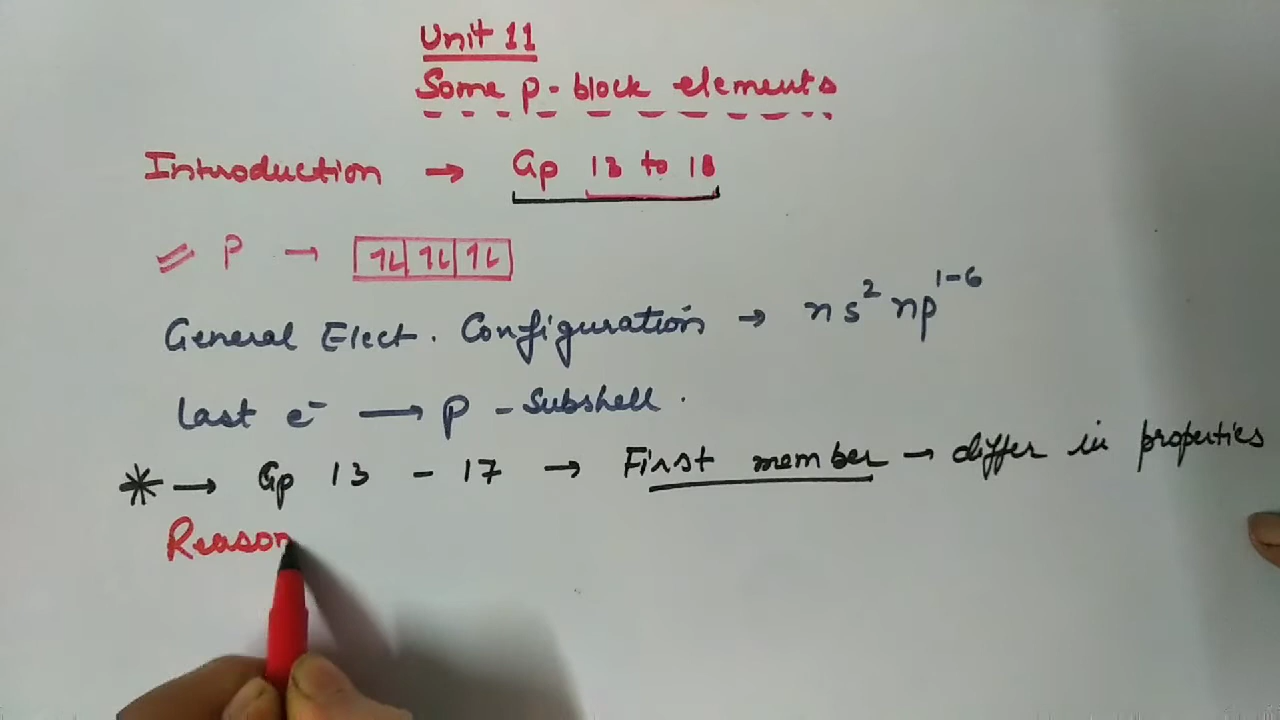 Unit 11
Some p-block elements
Introduction → Gp 13 to 18
P → 1L 1L 1L
General Elect. Configuration → ns² np¹⁻⁶
last e⁻ → p - Subshell.
* → Gp 13 - 17 → First member → differ in properties
Reason